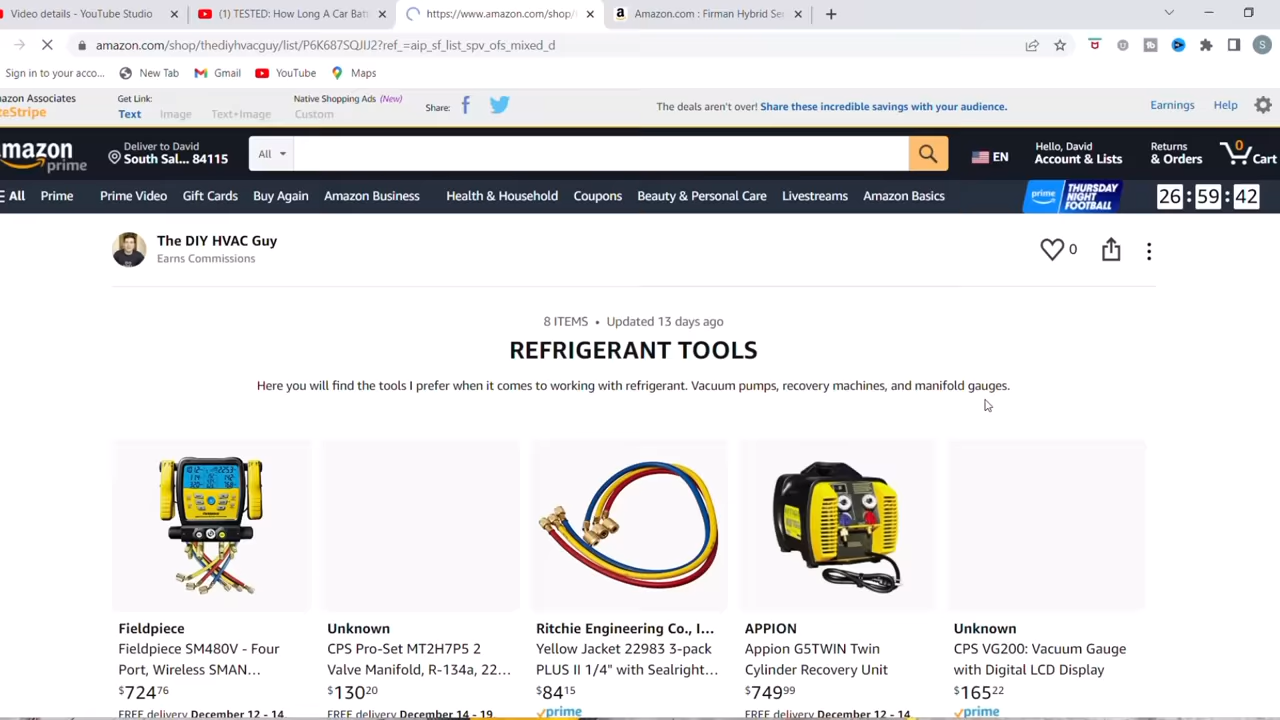 Video details - YouTube Studio
(1) TESTED: How Long A Car Batt
https://www.amazon.com/shop/
Amazon.com : Firman Hybrid Se
amazon.com/shop/thediyhvacguy/list/P6K687SQJIJ2?ref_=aip_sf_list_spv_ofs_mixed_d
Sign in to your acco...
New Tab
Gmail
YouTube
Maps
azon Associates
teStripe
Get Link:
Text
Image
Text+Image
Native Shopping Ads (New)
Custom
Share:
The deals aren't over! Share these incredible savings with your audience.
Earnings
Help
amazon
prime
Deliver to David
South Sal... 84115
All
EN
Hello, David
Account & Lists
Returns
& Orders
0
Cart
All
Prime
Prime Video
Gift Cards
Buy Again
Amazon Business
Health & Household
Coupons
Beauty & Personal Care
Livestreams
Amazon Basics
prime
THURSDAY
NIGHT
FOOTBALL
26:59:42
The DIY HVAC Guy
Earns Commissions
0
8 ITEMS • Updated 13 days ago
REFRIGERANT TOOLS
Here you will find the tools I prefer when it comes to working with refrigerant. Vacuum pumps, recovery machines, and manifold gauges.
Fieldpiece
Fieldpiece SM480V - Four
Port, Wireless SMAN...
$724 76
FREE delivery December 12 - 14
Unknown
CPS Pro-Set MT2H7P5 2
Valve Manifold, R-134a, 22...
$130 20
FREE delivery December 14 - 19
Ritchie Engineering Co., I...
Yellow Jacket 22983 3-pack
PLUS II 1/4" with Sealright...
$84 15
prime
APPION
Appion G5TWIN Twin
Cylinder Recovery Unit
$749 99
FREE delivery December 12 - 14
Unknown
CPS VG200: Vacuum Gauge
with Digital LCD Display
$165 22
prime